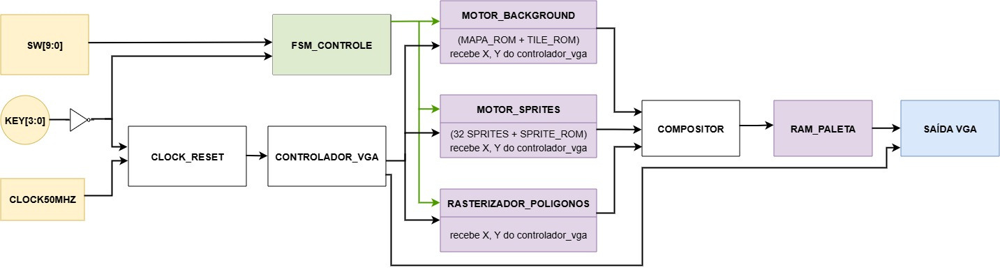 SW[9:0]
KEY[3:0]
CLOCK50MHZ
FSM_CONTROLE
CLOCK_RESET
CONTROLADOR_VGA
MOTOR_BACKGROUND
(MAPA_ROM + TILE_ROM)
recebe X, Y do controlador_vga
MOTOR_SPRITES
(32 SPRITES + SPRITE_ROM)
recebe X, Y do controlador_vga
RASTERIZADOR_POLIGONOS
recebe X, Y do controlador_vga
COMPOSITOR
RAM_PALETA
SAÍDA VGA